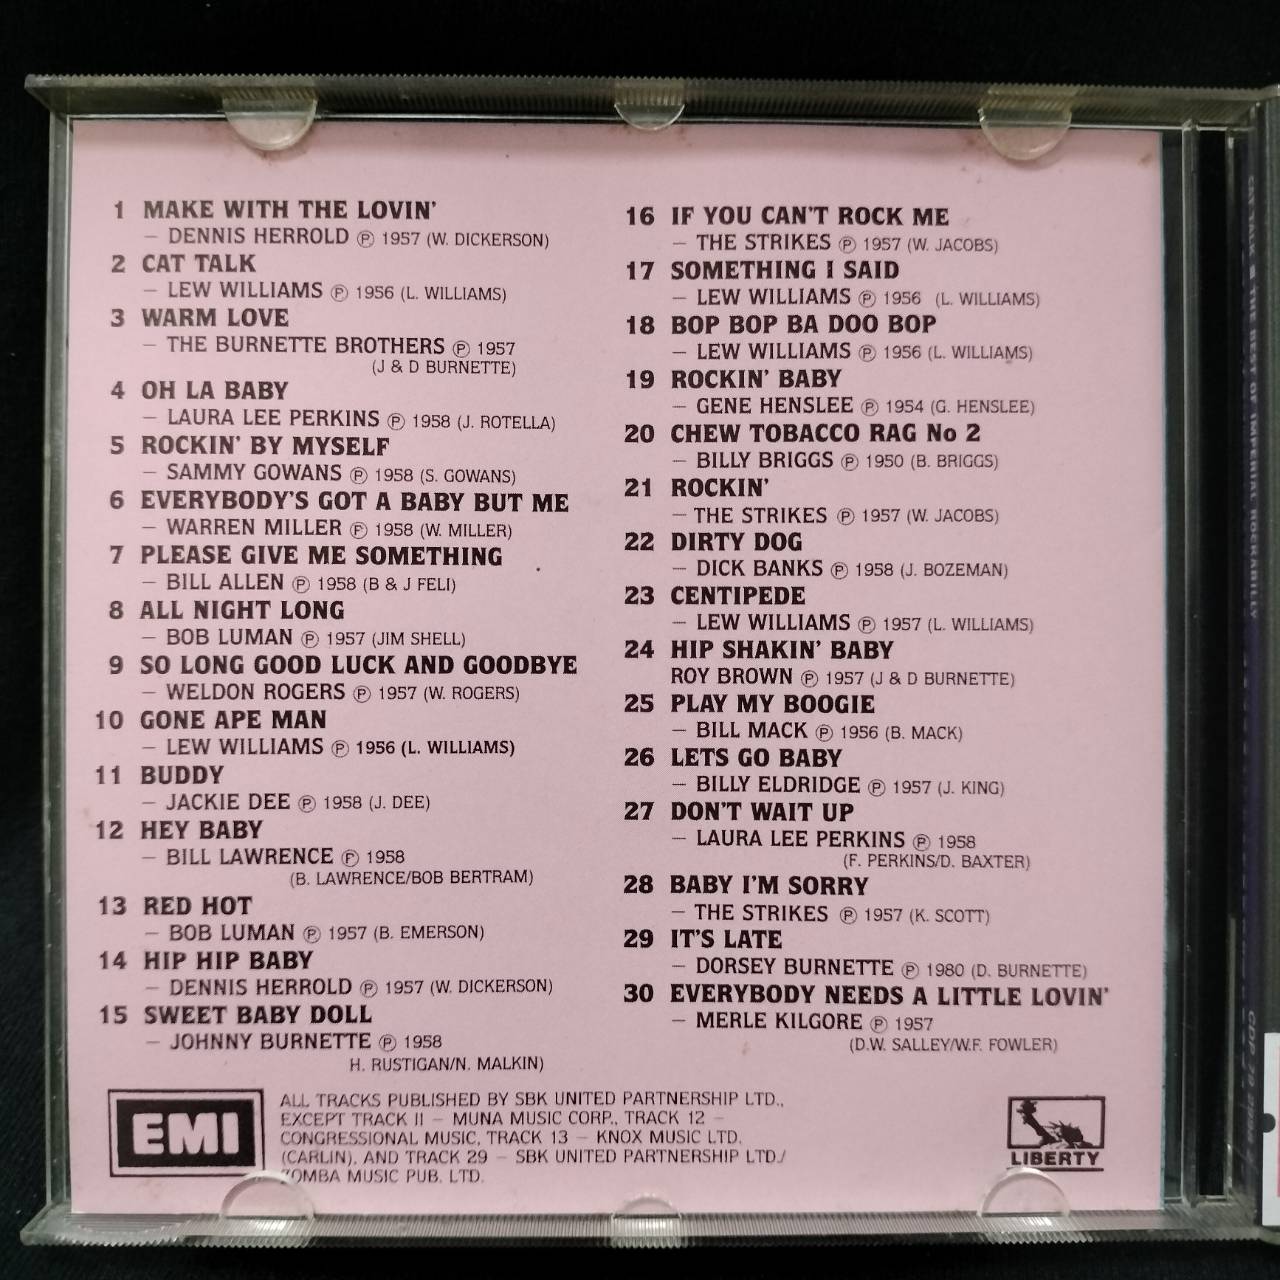 1 MAKE WITH THE LOVIN'
– DENNIS HERROLD Ⓟ 1957 (W. DICKERSON)
2 CAT TALK
– LEW WILLIAMS Ⓟ 1956 (L. WILLIAMS)
3 WARM LOVE
– THE BURNETTE BROTHERS Ⓟ 1957
(J & D BURNETTE)
4 OH LA BABY
– LAURA LEE PERKINS Ⓟ 1958 (J. ROTELLA)
5 ROCKIN' BY MYSELF
– SAMMY GOWANS Ⓟ 1958 (S. GOWANS)
6 EVERYBODY'S GOT A BABY BUT ME
– WARREN MILLER Ⓟ 1958 (W. MILLER)
7 PLEASE GIVE ME SOMETHING
– BILL ALLEN Ⓟ 1958 (B & J FELI)
8 ALL NIGHT LONG
– BOB LUMAN Ⓟ 1957 (JIM SHELL)
9 SO LONG GOOD LUCK AND GOODBYE
– WELDON ROGERS Ⓟ 1957 (W. ROGERS)
10 GONE APE MAN
– LEW WILLIAMS Ⓟ 1956 (L. WILLIAMS)
11 BUDDY
– JACKIE DEE Ⓟ 1958 (J. DEE)
12 HEY BABY
– BILL LAWRENCE Ⓟ 1958
(B. LAWRENCE/BOB BERTRAM)
13 RED HOT
– BOB LUMAN Ⓟ 1957 (B. EMERSON)
14 HIP HIP BABY
– DENNIS HERROLD Ⓟ 1957 (W. DICKERSON)
15 SWEET BABY DOLL
– JOHNNY BURNETTE Ⓟ 1958
H. RUSTIGAN/N. MALKIN)
16 IF YOU CAN'T ROCK ME
– THE STRIKES Ⓟ 1957 (W. JACOBS)
17 SOMETHING I SAID
– LEW WILLIAMS Ⓟ 1956 (L. WILLIAMS)
18 BOP BOP BA DOO BOP
– LEW WILLIAMS Ⓟ 1956 (L. WILLIAMS)
19 ROCKIN' BABY
– GENE HENSLEE Ⓟ 1954 (G. HENSLEE)
20 CHEW TOBACCO RAG No 2
– BILLY BRIGGS Ⓟ 1950 (B. BRIGGS)
21 ROCKIN'
– THE STRIKES Ⓟ 1957 (W. JACOBS)
22 DIRTY DOG
– DICK BANKS Ⓟ 1958 (J. BOZEMAN)
23 CENTIPEDE
– LEW WILLIAMS Ⓟ 1957 (L. WILLIAMS)
24 HIP SHAKIN' BABY
ROY BROWN Ⓟ 1957 (J & D BURNETTE)
25 PLAY MY BOOGIE
– BILL MACK Ⓟ 1956 (B. MACK)
26 LETS GO BABY
– BILLY ELDRIDGE Ⓟ 1957 (J. KING)
27 DON'T WAIT UP
– LAURA LEE PERKINS Ⓟ 1958
(F. PERKINS/D. BAXTER)
28 BABY I'M SORRY
– THE STRIKES Ⓟ 1957 (K. SCOTT)
29 IT'S LATE
– DORSEY BURNETTE Ⓟ 1980 (D. BURNETTE)
30 EVERYBODY NEEDS A LITTLE LOVIN'
– MERLE KILGORE Ⓟ 1957
(D.W. SALLEY/W.F. FOWLER)
EMI
ALL TRACKS PUBLISHED BY SBK UNITED PARTNERSHIP LTD.,
EXCEPT TRACK II – MUNA MUSIC CORP., TRACK 12 –
CONGRESSIONAL MUSIC, TRACK 13 – KNOX MUSIC LTD.
(CARLIN), AND TRACK 29 – SBK UNITED PARTNERSHIP LTD./
ZOMBA MUSIC PUB. LTD.
LIBERTY
CAT TALK ■ THE BEST OF IMPERIAL ROCKABILLY
CDP 79